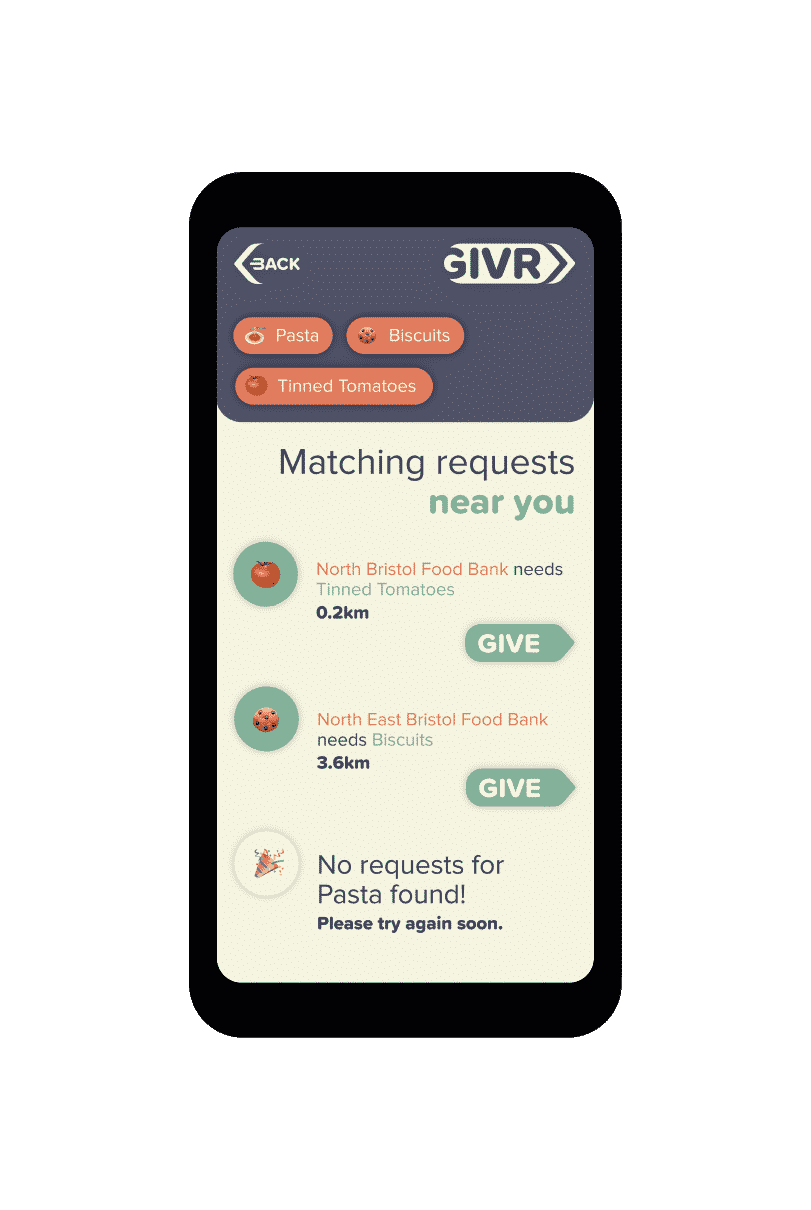 BACK
GIVR
Pasta
Biscuits
Tinned Tomatoes
Matching requests
near you
North Bristol Food Bank needs
Tinned Tomatoes
0.2km
GIVE
North East Bristol Food Bank
needs Biscuits
3.6km
GIVE
No requests for
Pasta found!
Please try again soon.